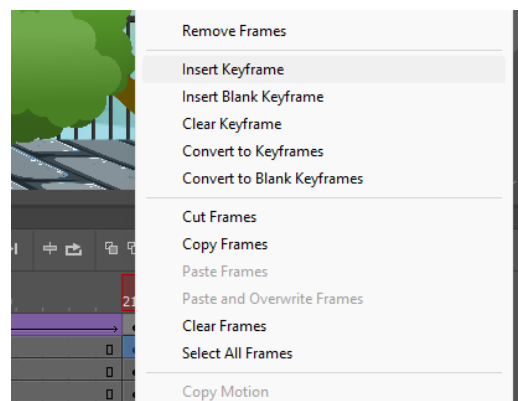 Remove Frames
Insert Keyframe
Insert Blank Keyframe
Clear Keyframe
Convert to Keyframes
Convert to Blank Keyframes
Cut Frames
Copy Frames
Paste Frames
Paste and Overwrite Frames
Clear Frames
Select All Frames
Copy Motion
21